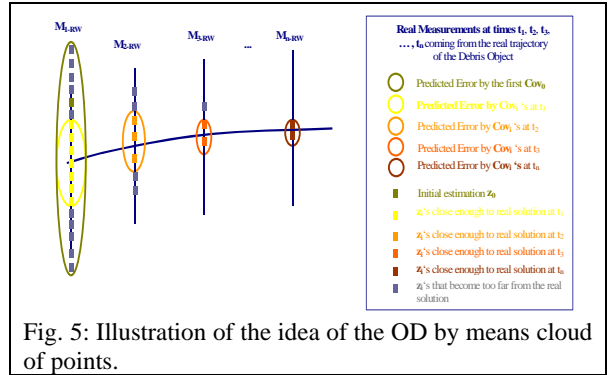 M1-RW
M2-RW
M3-RW
...
Mn-RW
Real Measurements at times t1, t2, t3,
…, tn coming from the real trajectory
of the Debris Object
Predicted Error by the first Cov0
Predicted Error by Covi 's at t1
Predicted Error by Covi 's at t2
Predicted Error by Covi 's at t3
Predicted Error by Covi 's at tn
Initial estimation z0
zi's close enough to real solution at t1
zi's close enough to real solution at t2
zi's close enough to real solution at t3
zi's close enough to real solution at tn
zi's that become too far from the real
solution
Fig. 5: Illustration of the idea of the OD by means cloud
of points.